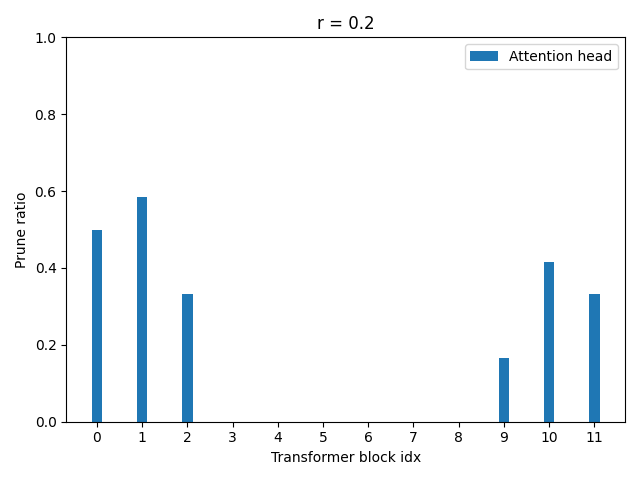 r = 0.2
Attention head
Prune ratio
1.0
0.8
0.6
0.4
0.2
0.0
0 1 2 3 4 5 6 7 8 9 10 11
Transformer block idx